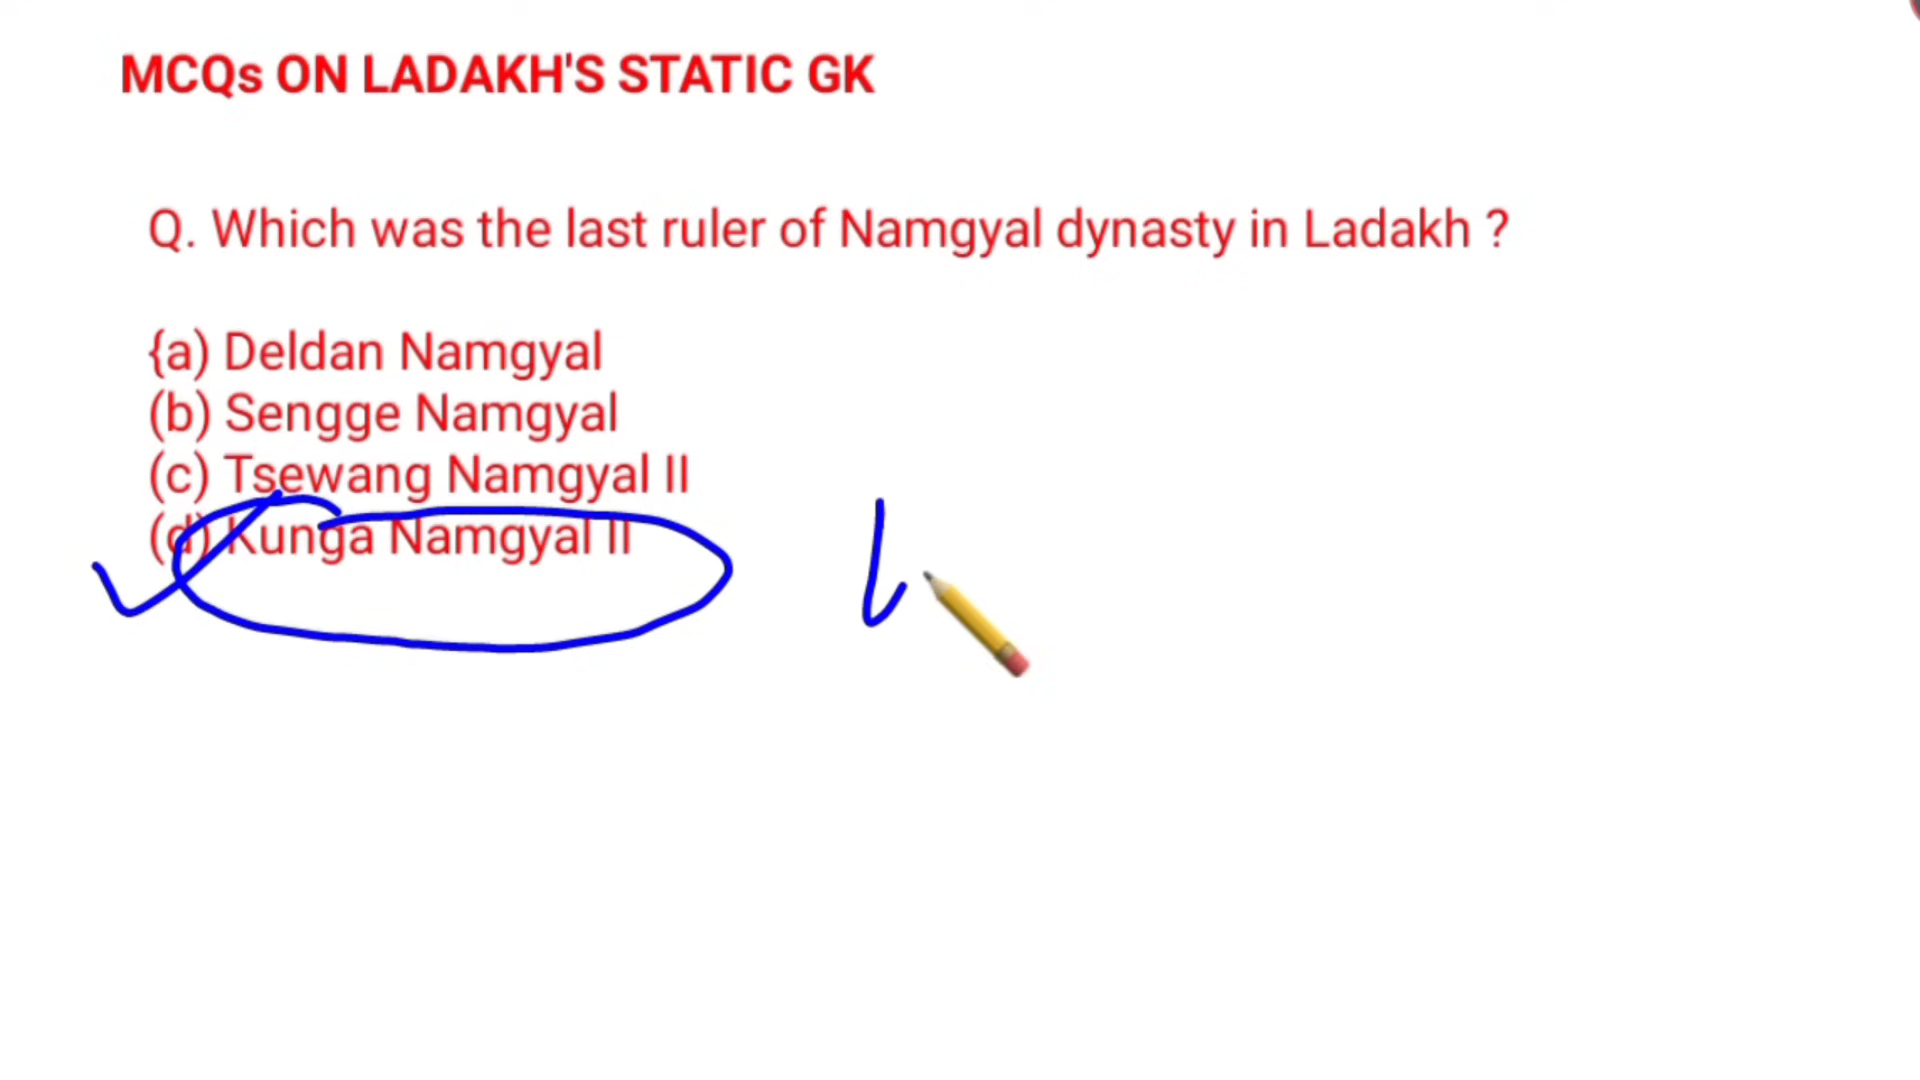 MCQs ON LADAKH'S STATIC GK
Q. Which was the last ruler of Namgyal dynasty in Ladakh ?
{a) Deldan Namgyal
(b) Sengge Namgyal
(c) Tsewang Namgyal II
(d) Kunga Namgyal II